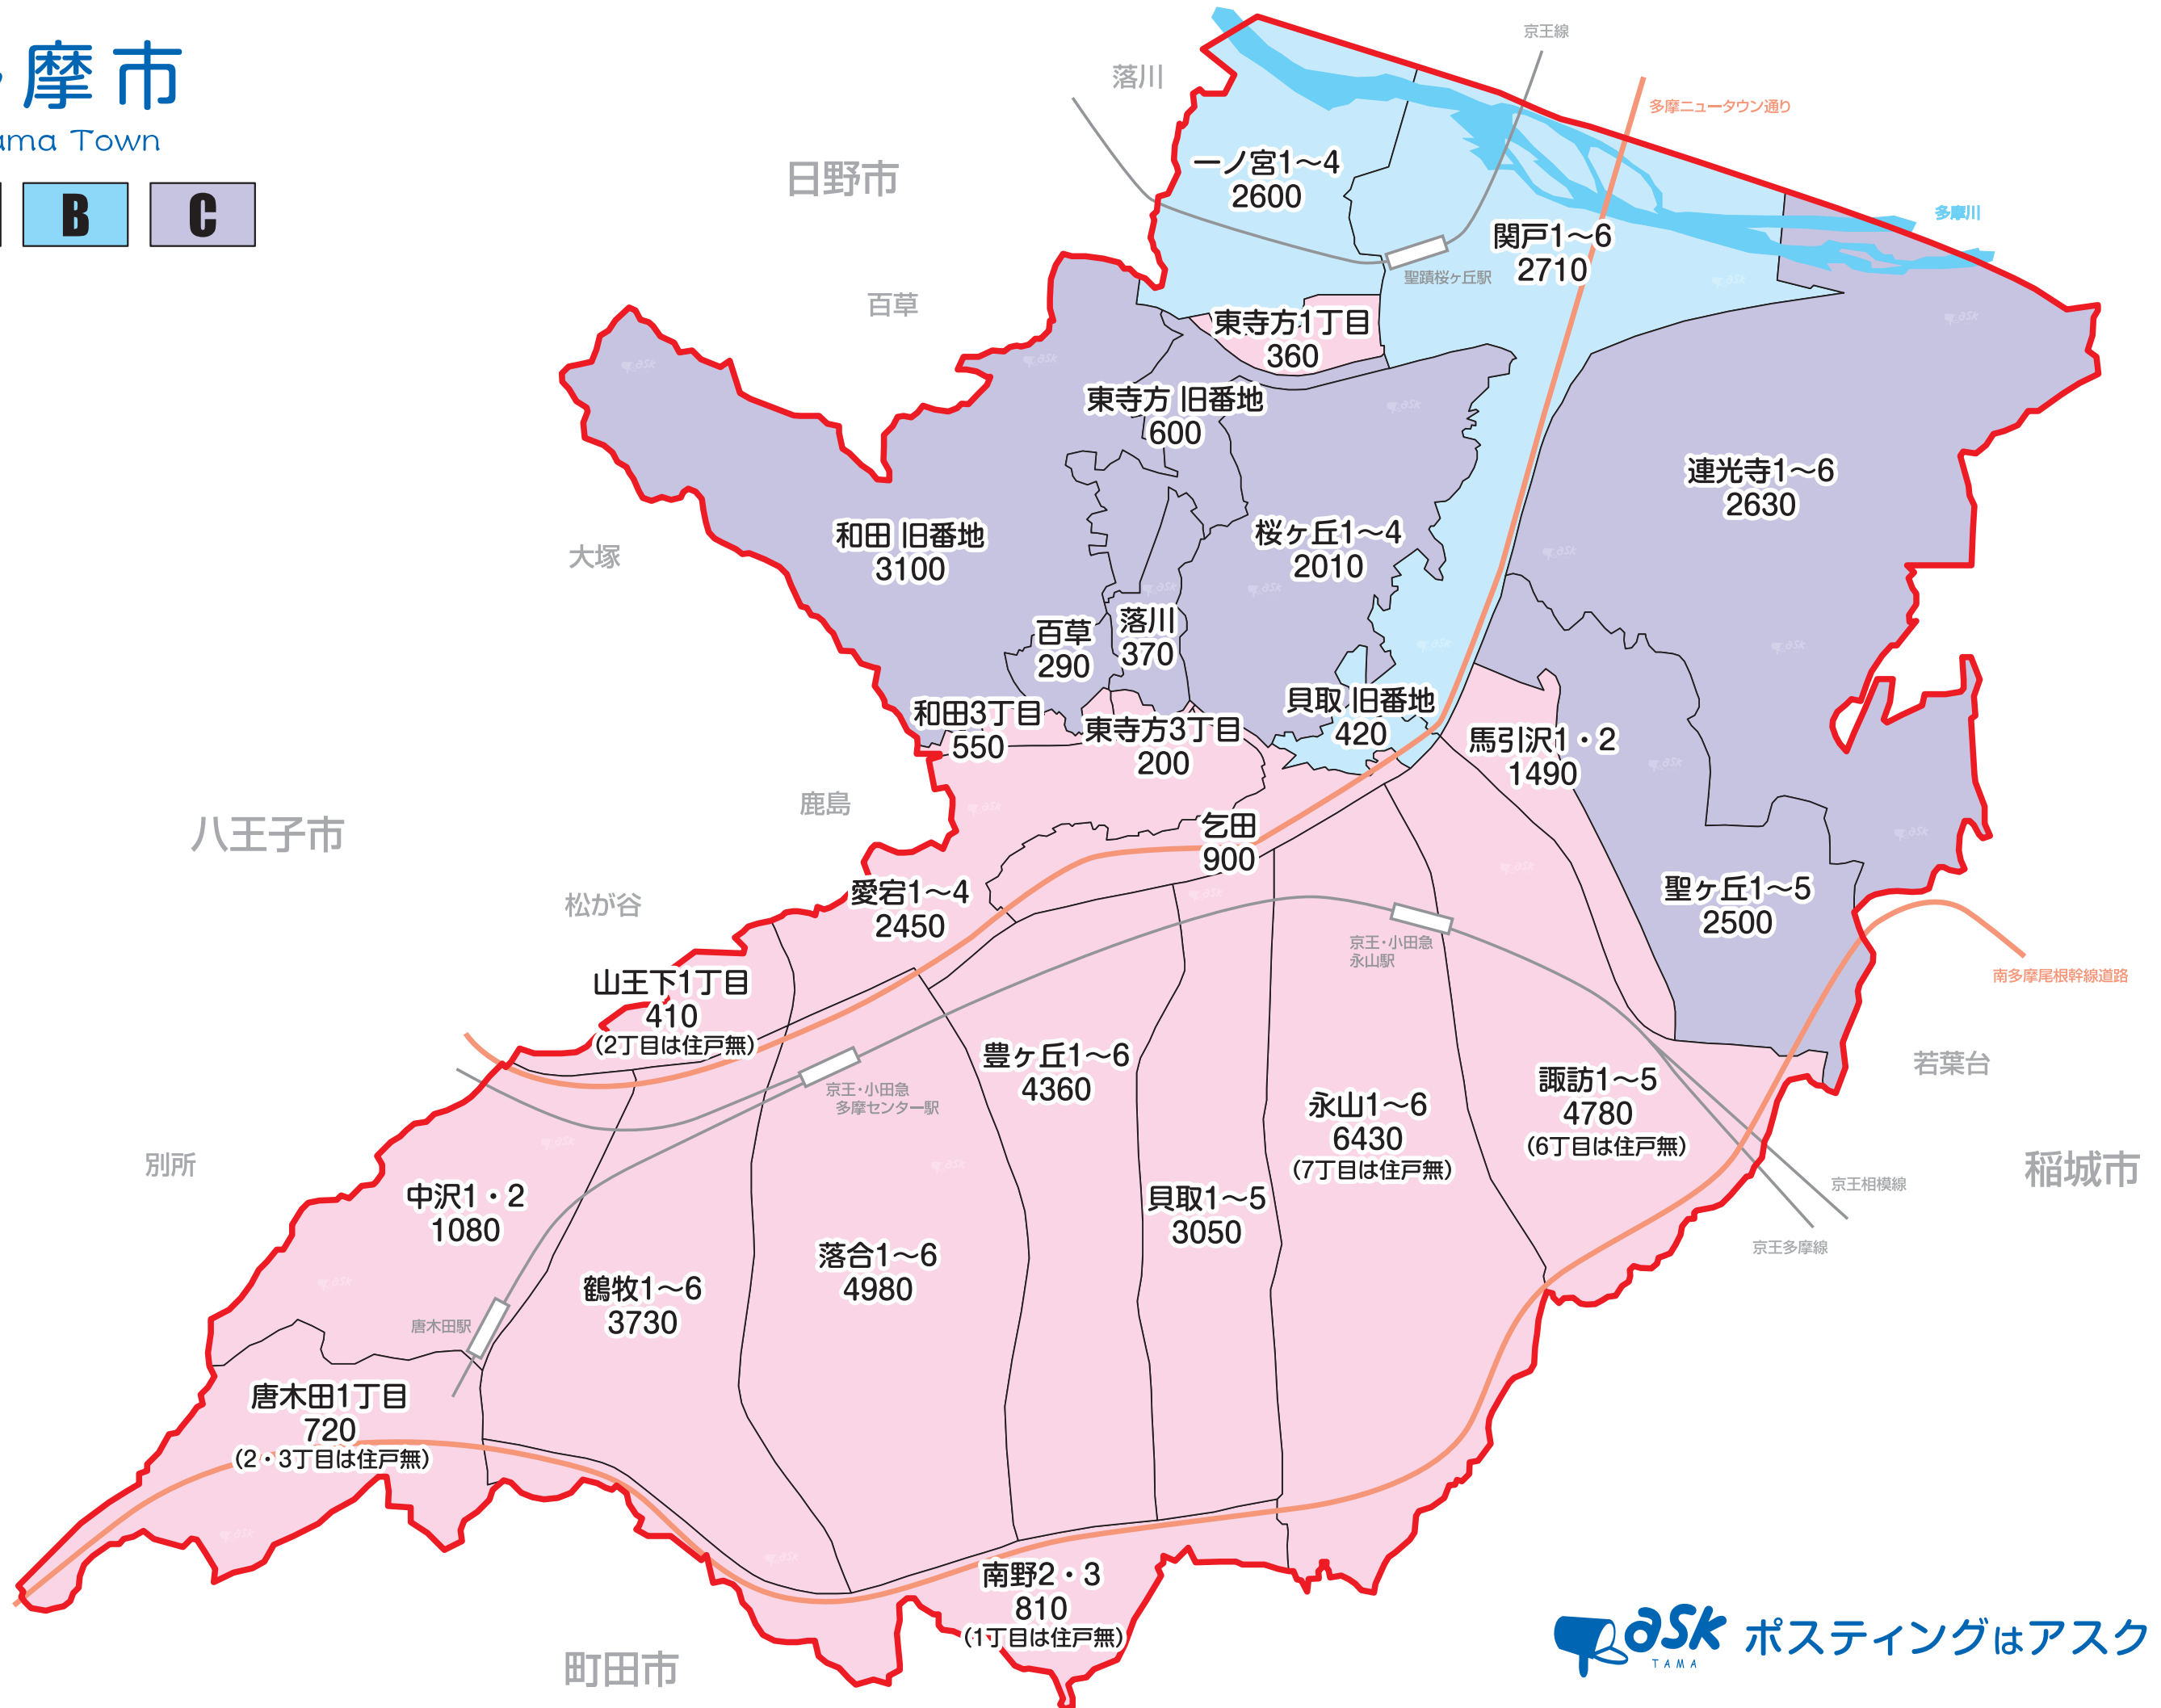 摩市
ama Town
B
C
日野市
落川
百草
大塚
八王子市
鹿島
松が谷
別所
町田市
若葉台
稲城市
京王線
多摩ニュータウン通り
多摩川
一ノ宮1～4
2600
関戸1～6
2710
聖蹟桜ヶ丘駅
東寺方1丁目
360
東寺方 旧番地
600
連光寺1～6
2630
和田 旧番地
3100
桜ヶ丘1～4
2010
百草
290
落川
370
和田3丁目
550
東寺方3丁目
200
貝取 旧番地
420
馬引沢1・2
1490
乞田
900
愛宕1～4
2450
聖ヶ丘1～5
2500
京王・小田急
永山駅
南多摩尾根幹線道路
山王下1丁目
410
(2丁目は住戸無)
豊ヶ丘1～6
4360
京王・小田急
多摩センター駅
永山1～6
6430
(7丁目は住戸無)
諏訪1～5
4780
(6丁目は住戸無)
京王相模線
京王多摩線
中沢1・2
1080
貝取1～5
3050
落合1～6
4980
鶴牧1～6
3730
唐木田駅
唐木田1丁目
720
(2・3丁目は住戸無)
南野2・3
810
(1丁目は住戸無)
ask
TAMA
ポスティングはアスク